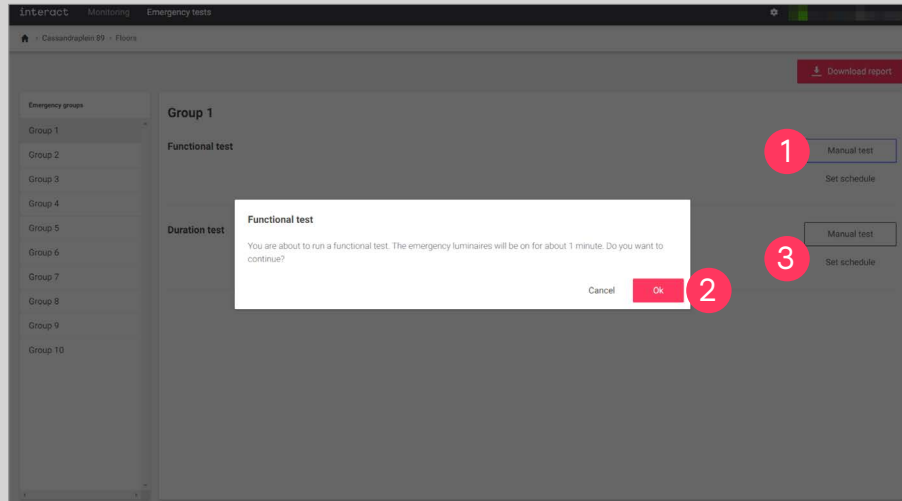 interact Monitoring Emergency tests
Cassandraplein 89 › Floors
Download report
Emergency groups
Group 1
Group 2
Group 3
Group 4
Group 5
Group 6
Group 7
Group 8
Group 9
Group 10
Group 1
Functional test
1
Manual test
Set schedule
Duration test
Manual test
3
Set schedule
Functional test
You are about to run a functional test. The emergency luminaires will be on for about 1 minute. Do you want to
continue?
Cancel
Ok
2